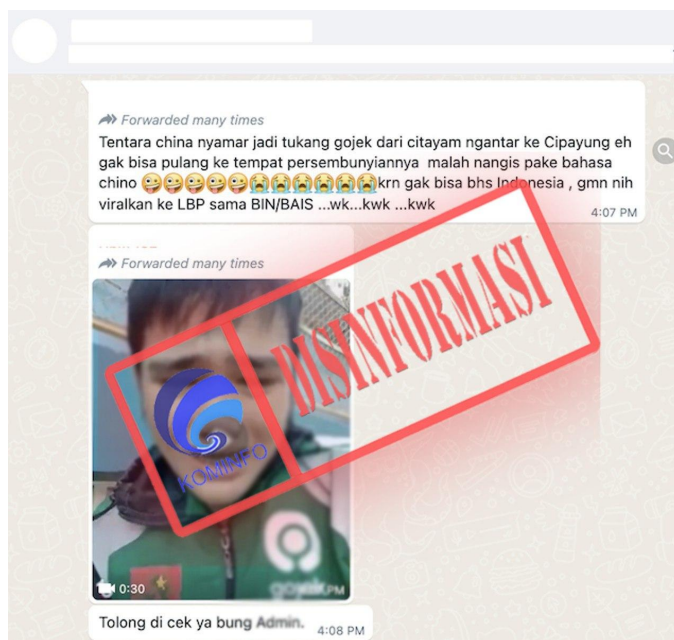 Forwarded many times
Tentara china nyamar jadi tukang gojek dari citayam ngantar ke Cipayung eh
gak bisa pulang ke tempat persembunyiannya malah nangis pake bahasa
chino 🤪🤪🤪🤪🤪😭😭😭😭😭😭krn gak bisa bhs Indonesia , gmn nih
viralkan ke LBP sama BIN/BAIS ...wk...kwk ...kwk
4:07 PM
Forwarded many times
DISINFORMASI
KOMINFO
0:30
gojek PM
Tolong di cek ya bung Admin.
4:08 PM